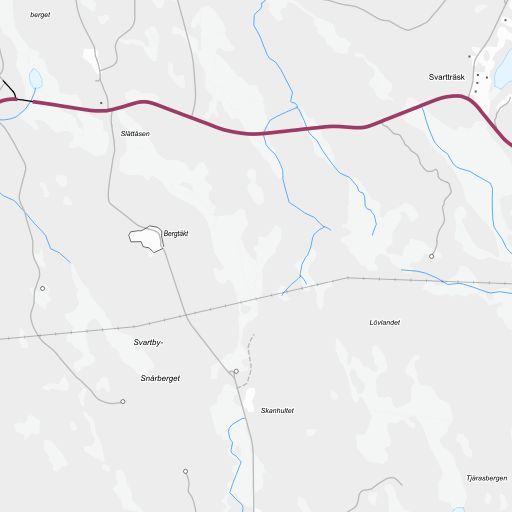 berget
Svartträsk
Slättåsen
Bergtäkt
Lövlandet
Svartby-
Snårberget
Skanhultet
Tjärasbergen